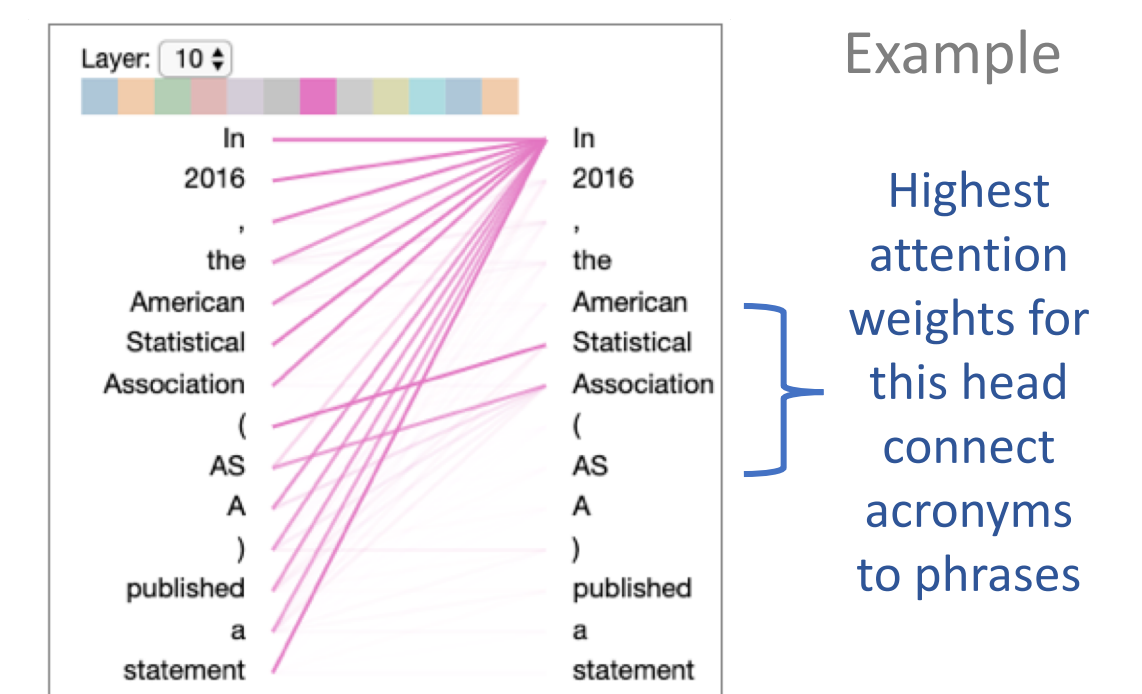 Layer: 10
Example
In In
2016 2016
, ,
the the
American American
Statistical Statistical
Association Association
( (
AS AS
A A
) )
published published
a a
statement statement
Highest
attention
weights for
this head
connect
acronyms
to phrases